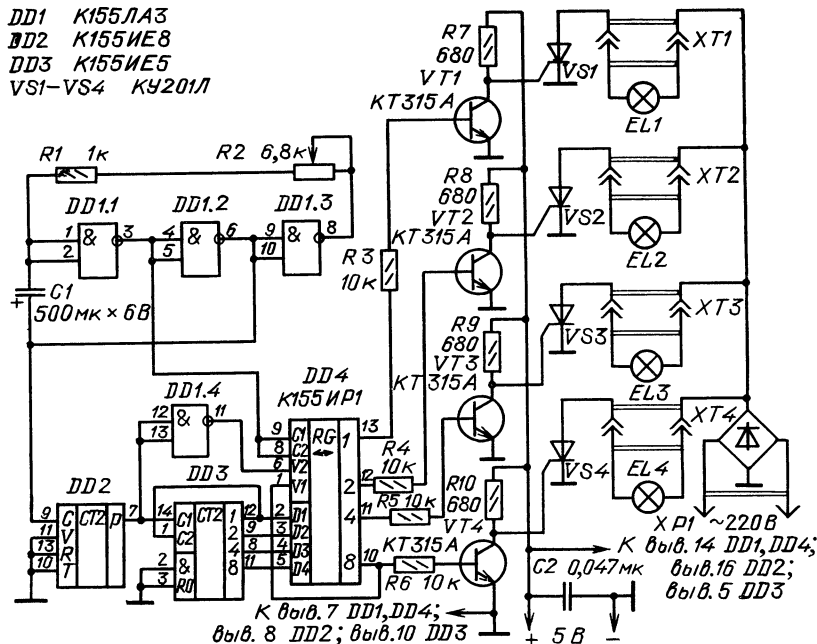 DD1 К155ЛА3
DD2 К155ИЕ8
DD3 К155ИЕ5
VS1-VS4 КУ201Л
R7
680
VT1
КТ315А
VS1
XT1
EL1
R1 1к
R2 6,8к
DD1.1
DD1.2
DD1.3
1
2
&
3
4
5
&
6
9
10
&
8
+
C1
500мк × 6В
R3
10к
R8
680
VT2
КТ315А
VS2
XT2
EL2
R9
680
VT3
КТ315А
VS3
XT3
EL3
DD1.4
12
13
&
11
DD4
К155ИР1
9
8
6
1
2
3
4
5
C1
C2
V2
V1
D1
D2
D3
D4
RG
↔
1
2
4
8
13
12
11
10
R4
10к
R5 10к
R6 10к
R10
680
VT4
КТ315А
VS4
XT4
EL4
DD2
9
11
13
10
C
V
R
T
CT2
P
7
DD3
14
1
2
3
C1
C2
&
R0
CT2
1
2
4
8
12
9
8
11
XP1 ~220В
К выв.14 DD1,DD4;
выв.16 DD2;
выв.5 DD3
C2 0,047мк
К выв.7 DD1,DD4;
выв. 8 DD2; выв.10 DD3
+ 5В −